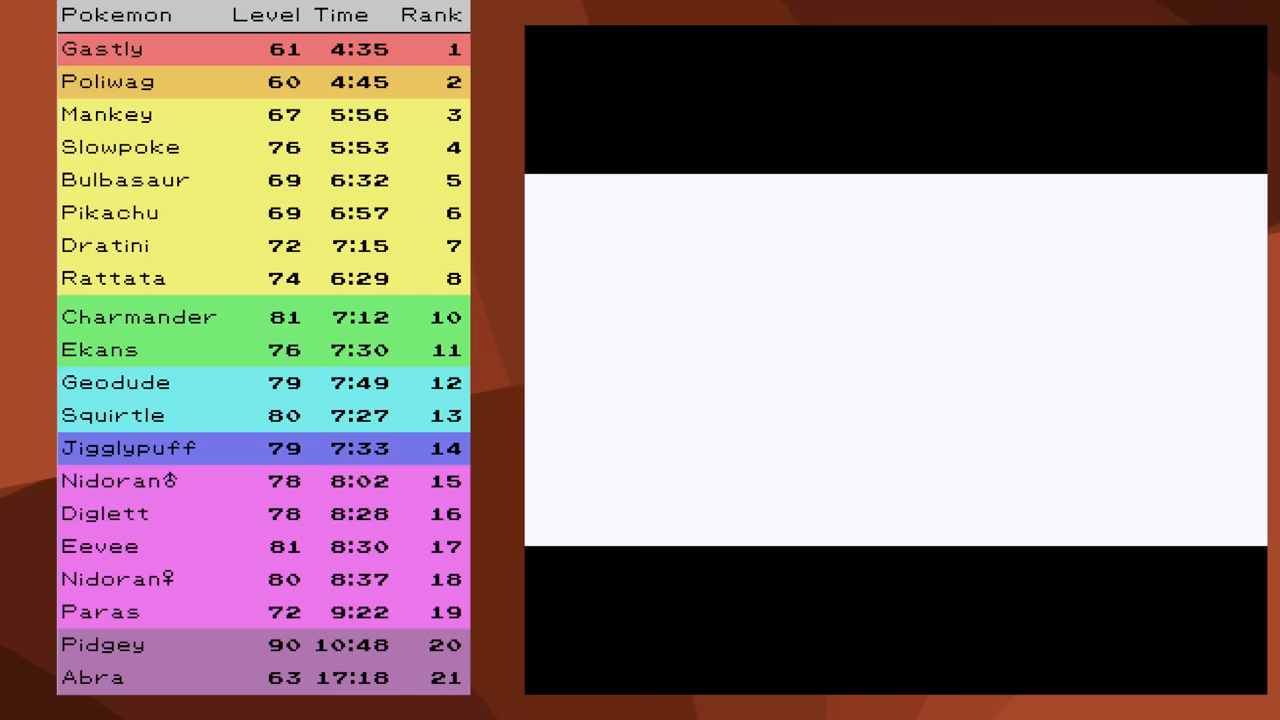 Pokemon Level Time Rank
Gastly 61 4:35 1
Poliwag 60 4:45 2
Mankey 67 5:56 3
Slowpoke 76 5:53 4
Bulbasaur 69 6:32 5
Pikachu 69 6:57 6
Dratini 72 7:15 7
Rattata 74 6:29 8
Charmander 81 7:12 10
Ekans 76 7:30 11
Geodude 79 7:49 12
Squirtle 80 7:27 13
Jigglypuff 79 7:33 14
Nidoran♂ 78 8:02 15
Diglett 78 8:28 16
Eevee 81 8:30 17
Nidoran♀ 80 8:37 18
Paras 72 9:22 19
Pidgey 90 10:48 20
Abra 63 17:18 21